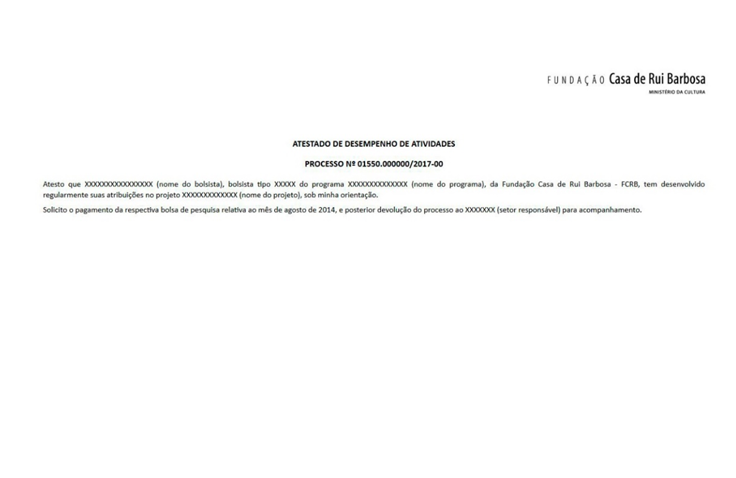 FUNDAÇÃO Casa de Rui Barbosa
MINISTÉRIO DA CULTURA
ATESTADO DE DESEMPENHO DE ATIVIDADES
PROCESSO Nº 01550.000000/2017-00
Atesto que XXXXXXXXXXXXXXXX (nome do bolsista), bolsista tipo XXXXX do programa XXXXXXXXXXXXXX (nome do programa), da Fundação Casa de Rui Barbosa - FCRB, tem desenvolvido
regularmente suas atribuições no projeto XXXXXXXXXXXXX (nome do projeto), sob minha orientação.
Solicito o pagamento da respectiva bolsa de pesquisa relativa ao mês de agosto de 2014, e posterior devolução do processo ao XXXXXXX (setor responsável) para acompanhamento.